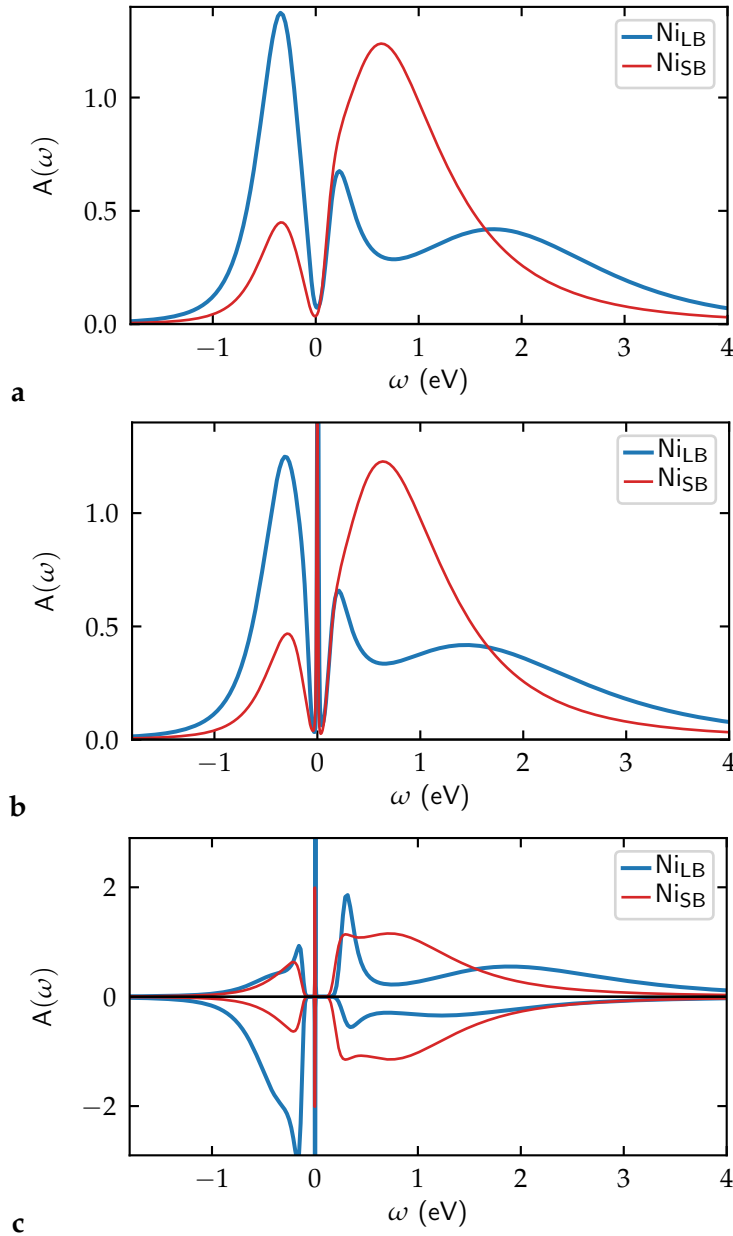 1.0
0.5
0.0
A(ω)
Ni_LB
Ni_SB
−1 0 1 2 3 4
ω (eV)
a
1.0
0.5
0.0
A(ω)
Ni_LB
Ni_SB
−1 0 1 2 3 4
ω (eV)
b
2
0
−2
A(ω)
Ni_LB
Ni_SB
−1 0 1 2 3 4
ω (eV)
c